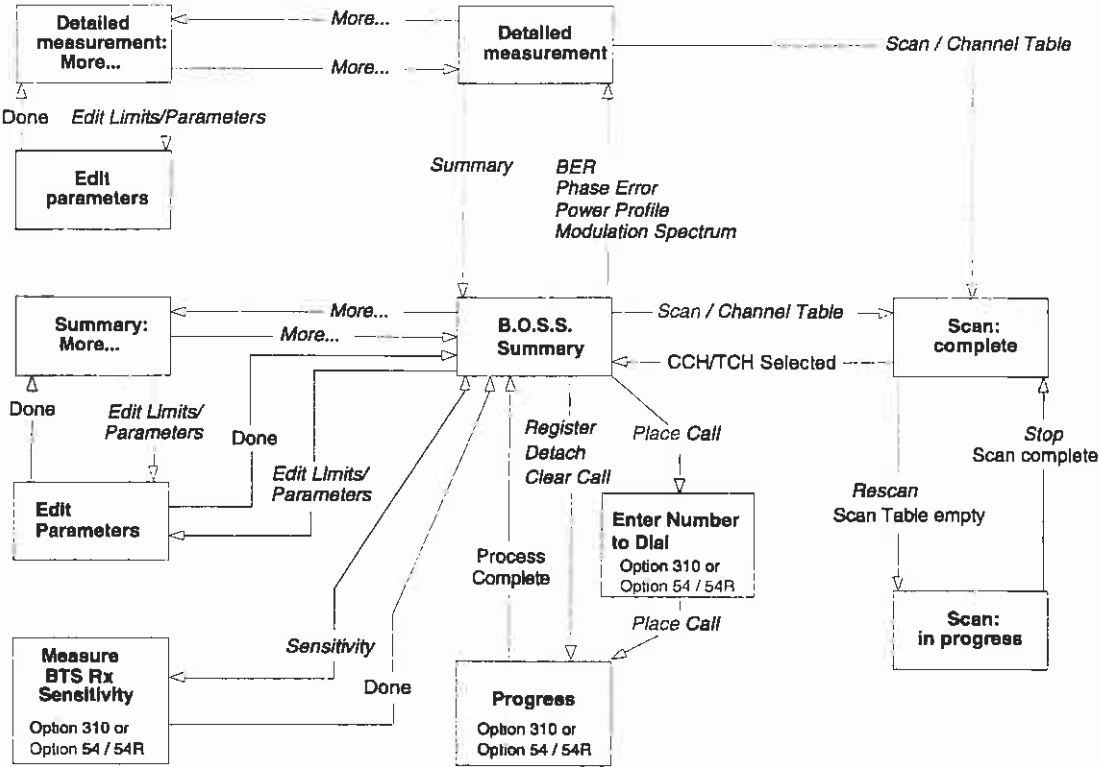 Detailed
measurement:
More...
More...
More...
Detailed
measurement
Scan / Channel Table
Done
Edit Limits/Parameters
Edit
parameters
Summary
BER
Phase Error
Power Profile
Modulation Spectrum
Summary:
More...
More...
More...
B.O.S.S.
Summary
Scan / Channel Table
CCH/TCH Selected
Scan:
complete
Done
Edit Limits/
Parameters
Done
Edit Limits/
Parameters
Register
Detach
Clear Call
Place Call
Stop
Scan complete
Edit
Parameters
Process
Complete
Enter Number
to Dial
Option 310 or
Option 54 / 54R
Rescan
Scan Table empty
Place Call
Scan:
in progress
Measure
BTS Rx
Sensitivity
Option 310 or
Option 54 / 54R
Sensitivity
Done
Progress
Option 310 or
Option 54 / 54R